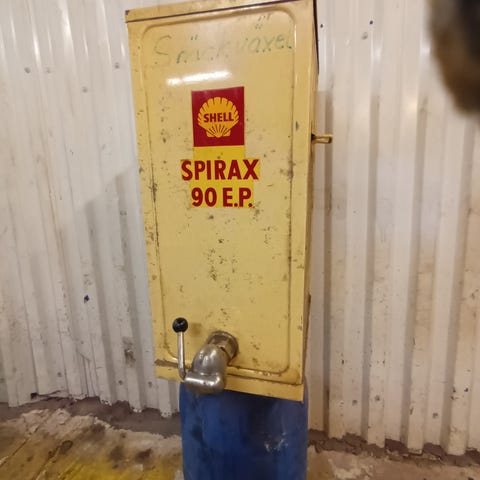 Snäckväxel
SHELL
SPIRAX
90 E.P.